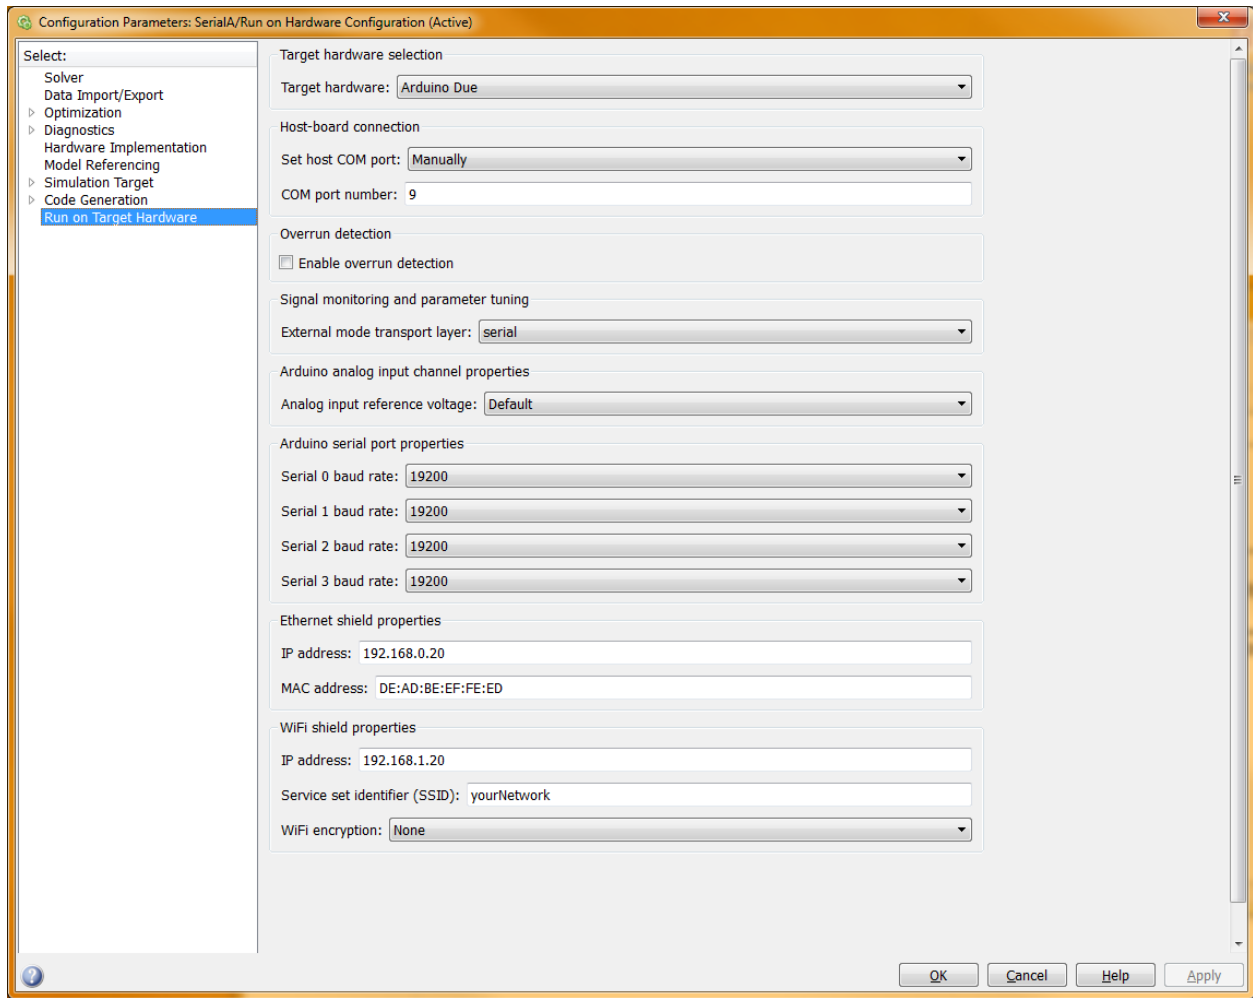 Configuration Parameters: SerialA/Run on Hardware Configuration (Active)
Select:
Solver
Data Import/Export
Optimization
Diagnostics
Hardware Implementation
Model Referencing
Simulation Target
Code Generation
Run on Target Hardware
Target hardware selection
Target hardware: Arduino Due
Host-board connection
Set host COM port: Manually
COM port number: 9
Overrun detection
Enable overrun detection
Signal monitoring and parameter tuning
External mode transport layer: serial
Arduino analog input channel properties
Analog input reference voltage: Default
Arduino serial port properties
Serial 0 baud rate: 19200
Serial 1 baud rate: 19200
Serial 2 baud rate: 19200
Serial 3 baud rate: 19200
Ethernet shield properties
IP address: 192.168.0.20
MAC address: DE:AD:BE:EF:FE:ED
WiFi shield properties
IP address: 192.168.1.20
Service set identifier (SSID): yourNetwork
WiFi encryption: None
OK Cancel Help Apply